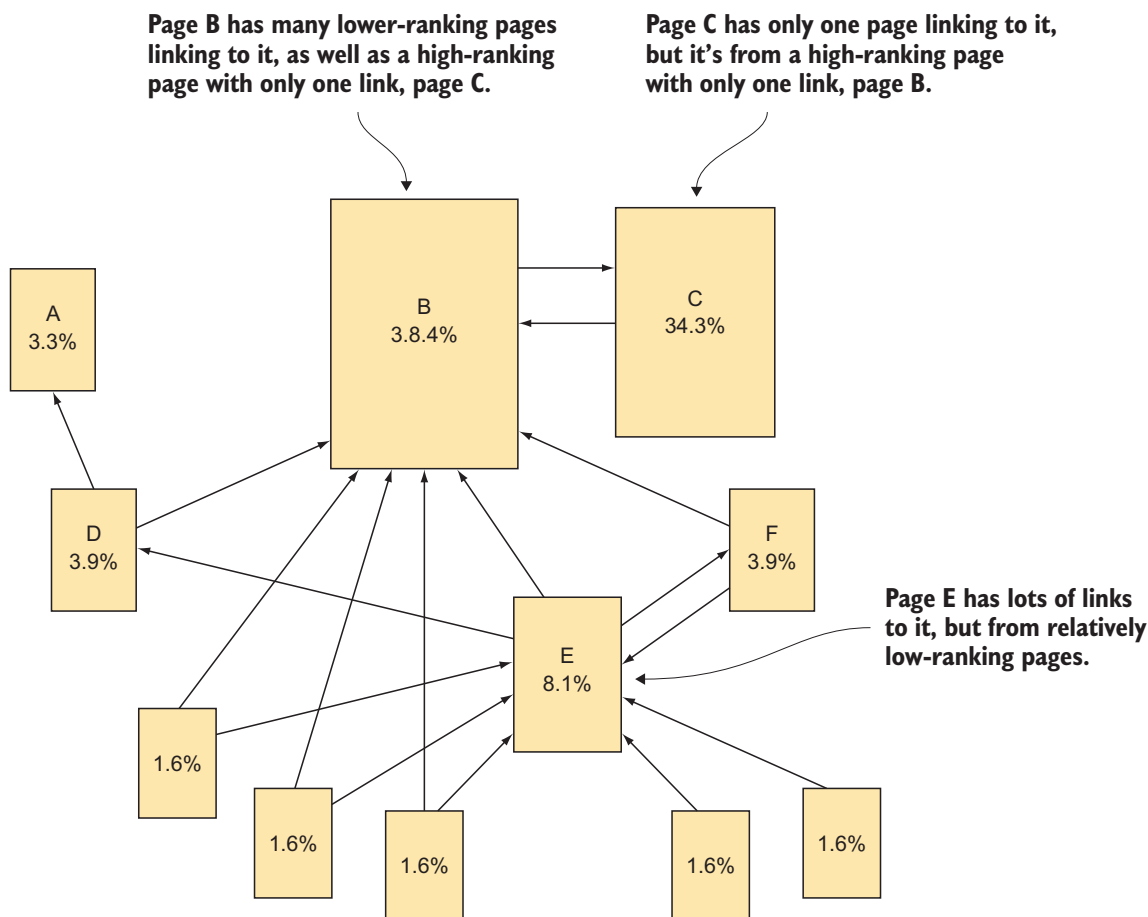 Page B has many lower-ranking pages
linking to it, as well as a high-ranking
page with only one link, page C.
Page C has only one page linking to it,
but it's from a high-ranking page
with only one link, page B.
A
3.3%
B
3.8.4%
C
34.3%
D
3.9%
F
3.9%
E
8.1%
Page E has lots of links
to it, but from relatively
low-ranking pages.
1.6%
1.6%
1.6%
1.6%
1.6%